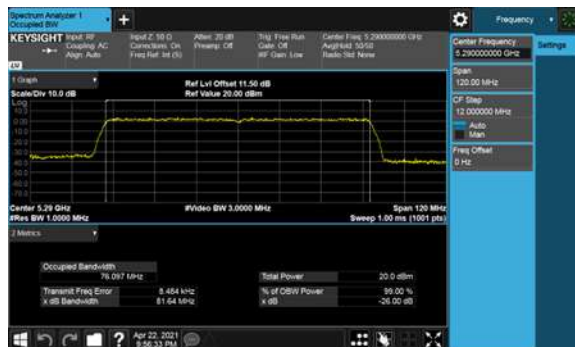 Spectrum Analyzer 1
Occupied BW
Frequency
KEYSIGHT
Input: RF
Coupling: AC
Align: Auto
Input Z: 50 Ω
Corrections: On
Freq Ref: Int (S)
Atten: 20 dB
Preamp: Off
Trig: Free Run
Gate: Off
#IF Gain: Low
Center Freq: 5.290000000 GHz
Avg|Hold: 50/50
Radio Std: None
Center Frequency
5.290000000 GHz
Settings
Span
120.00 MHz
CF Step
12.000000 MHz
Auto
Man
Freq Offset
0 Hz
1 Graph
Scale/Div 10.0 dB
Ref Lvl Offset 11.50 dB
Ref Value 20.00 dBm
Log
10.0
0.00
Center 5.29 GHz
#Res BW 1.0000 MHz
#Video BW 3.0000 MHz
Span 120 MHz
Sweep 1.00 ms (1001 pts)
2 Metrics
Occupied Bandwidth
76.097 MHz
Total Power
20.0 dBm
Transmit Freq Error
8.484 kHz
% of OBW Power
99.00 %
x dB Bandwidth
81.64 MHz
x dB
-26.00 dB
Apr 22, 2021
9:56:33 PM